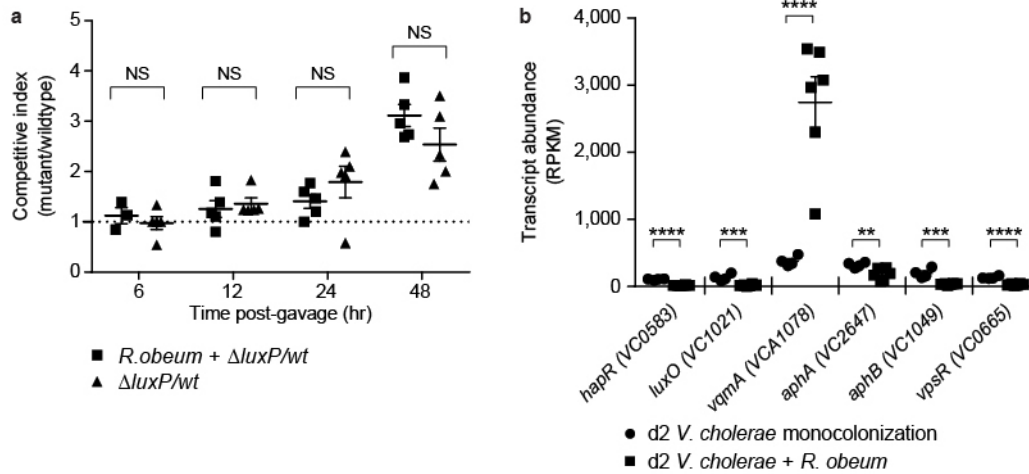 a
Competitive index
(mutant/wildtype)
5
4
3
2
1
0
NS
NS
NS
NS
6
12
24
48
Time post-gavage (hr)
■ R.obeum + ΔluxP/wt
▲ ΔluxP/wt
b
Transcript abundance
(RPKM)
4,000
3,000
2,000
1,000
0
****
***
****
**
***
****
hapR (VC0583)
luxO (VC1021)
vqmA (VCA1078)
aphA (VC2647)
aphB (VC1049)
vpsR (VC0665)
● d2 V. cholerae monocolonization
■ d2 V. cholerae + R. obeum